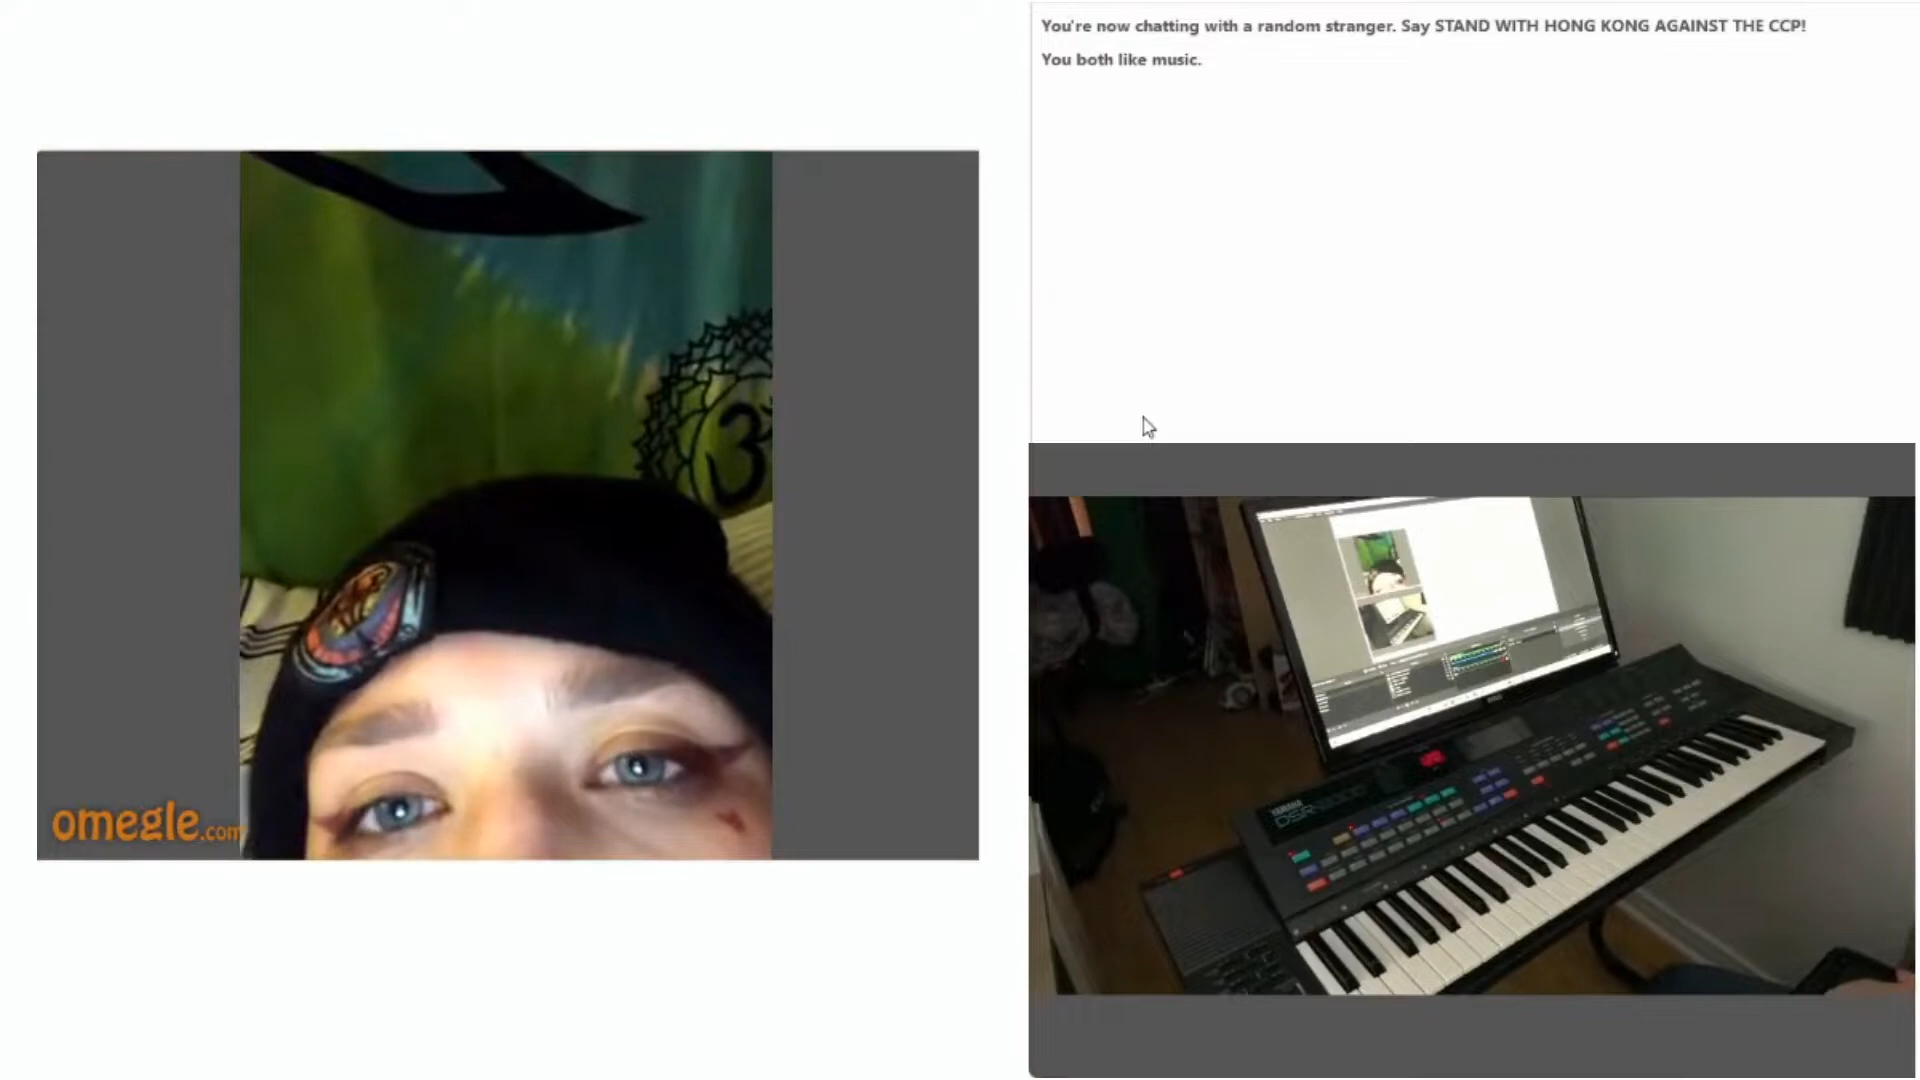 You're now chatting with a random stranger. Say STAND WITH HONG KONG AGAINST THE CCP!
You both like music.
omegle.com
YAMAHA